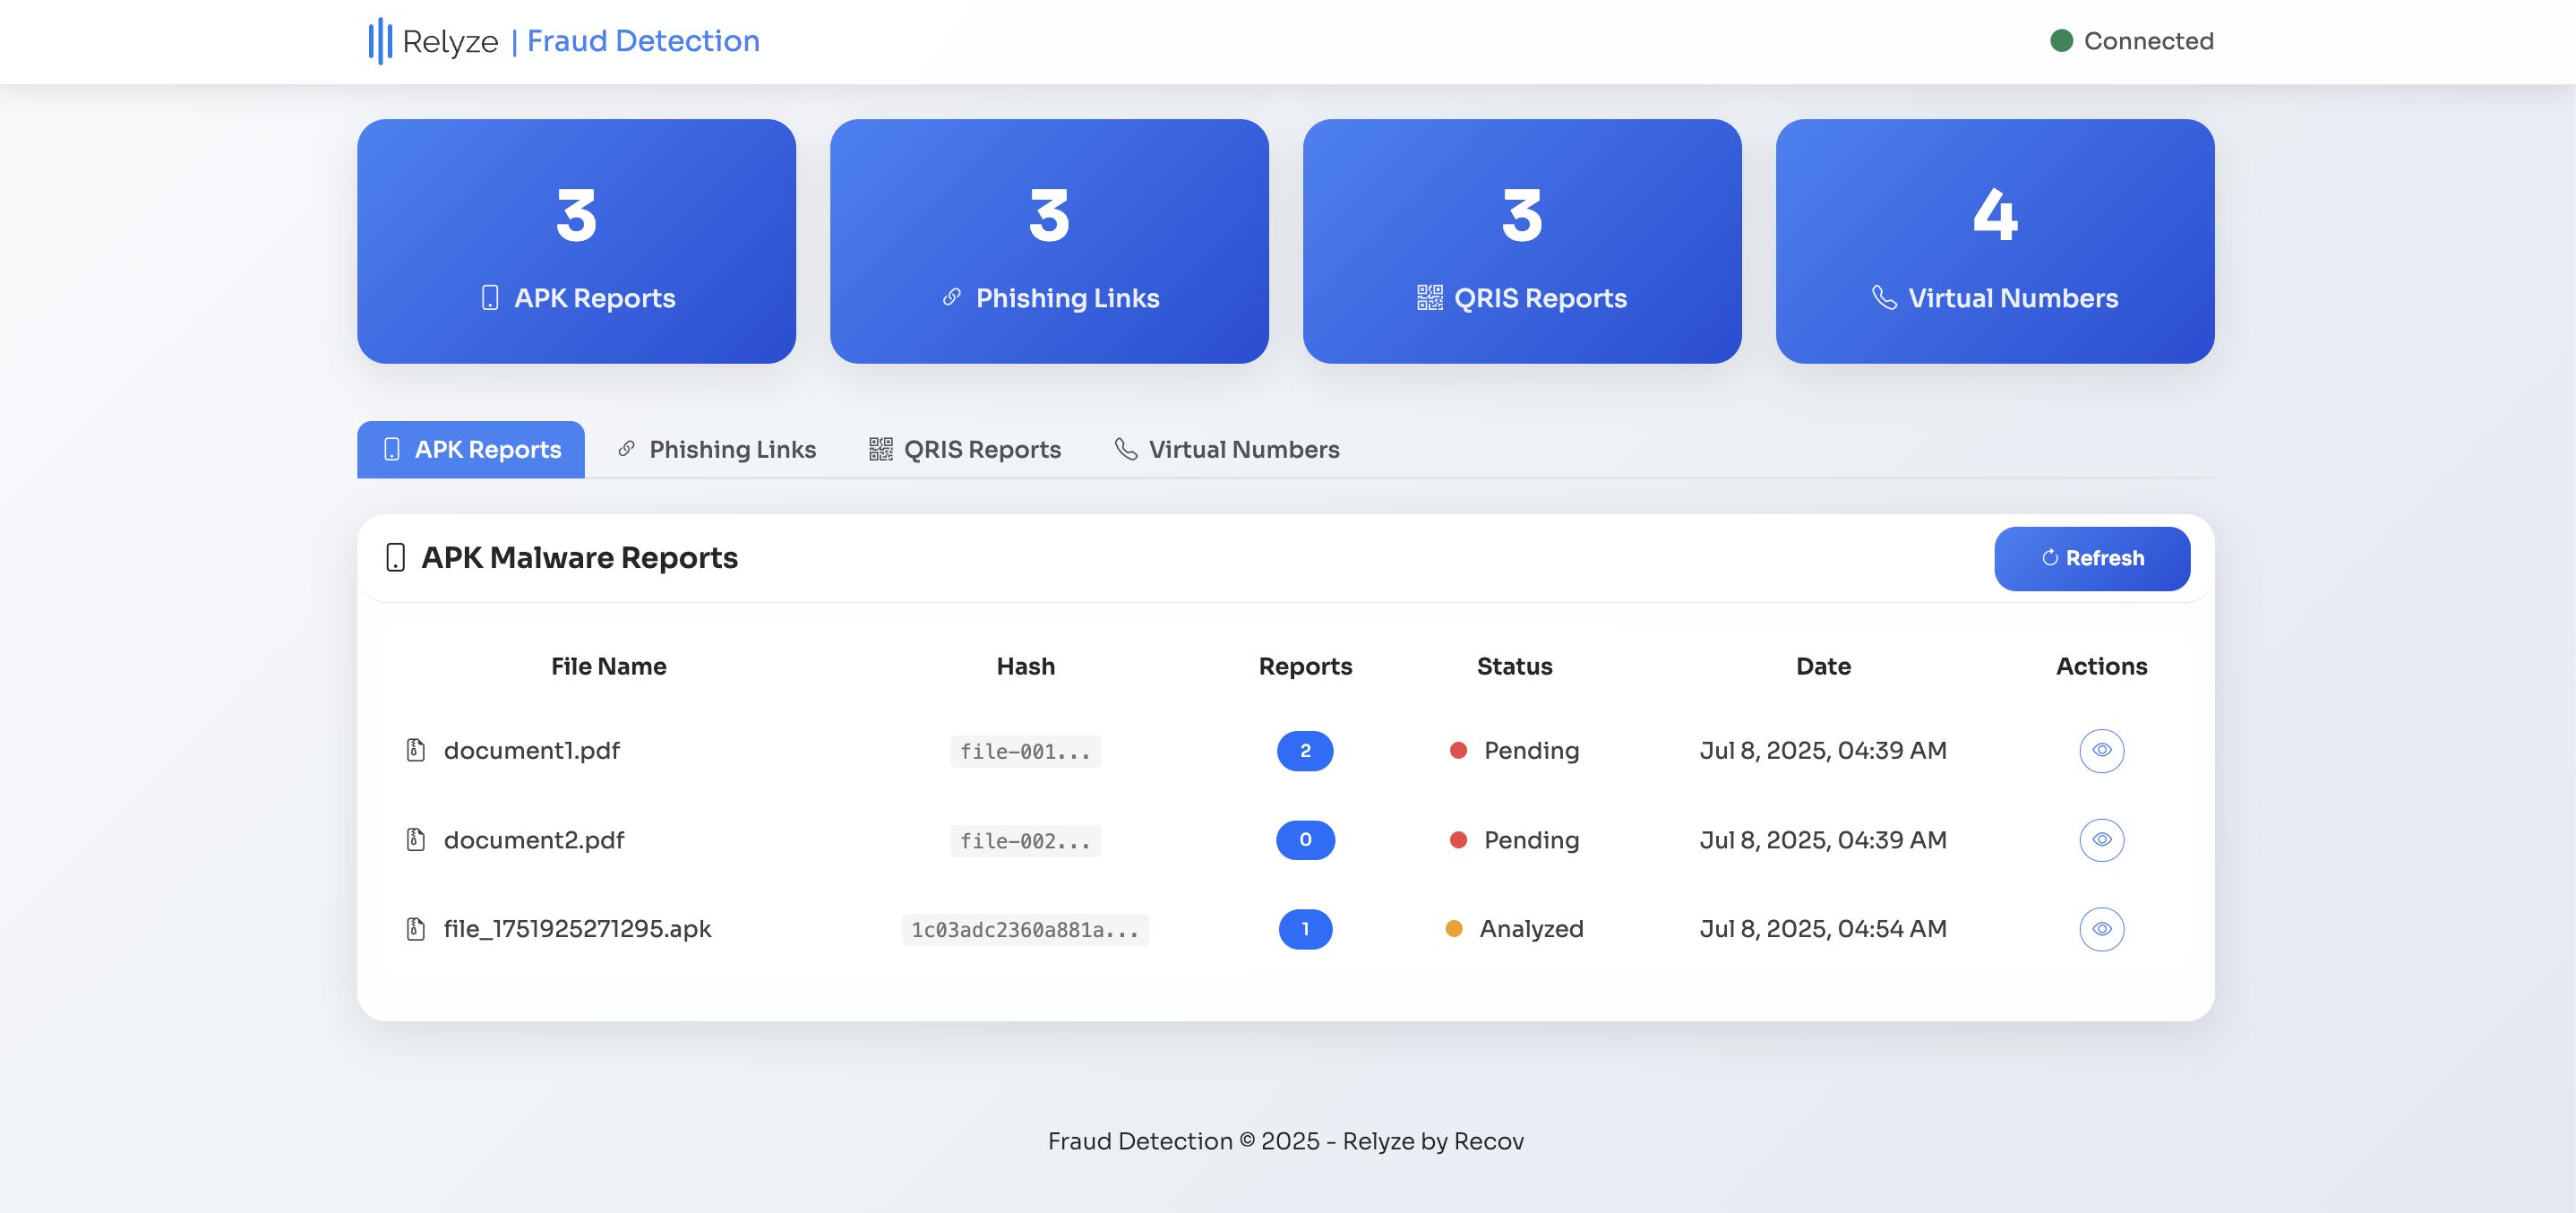 Relyze | Fraud Detection
Connected
3
APK Reports
3
Phishing Links
3
QRIS Reports
4
Virtual Numbers
APK Reports
Phishing Links
QRIS Reports
Virtual Numbers
APK Malware Reports
Refresh
File Name Hash Reports Status Date Actions
document1.pdf file-001... 2 Pending Jul 8, 2025, 04:39 AM
document2.pdf file-002... 0 Pending Jul 8, 2025, 04:39 AM
file_1751925271295.apk 1c03adc2360a881a... 1 Analyzed Jul 8, 2025, 04:54 AM
Fraud Detection © 2025 - Relyze by Recov